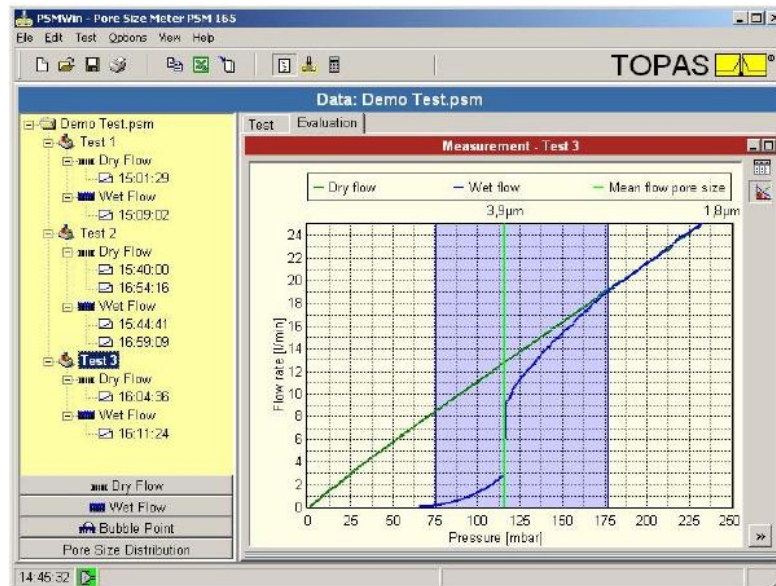 PSMWin - Pore Size Meter PSM 165
File Edit Test Options View Help
TOPAS
Data: Demo Test.psm
Demo Test.psm
Test 1
Dry Flow
15:01:29
Wet Flow
15:09:02
Test 2
Dry Flow
15:40:00
16:54:16
Wet Flow
15:44:41
16:59:09
Test 3
Dry Flow
16:04:36
Wet Flow
16:11:24
Dry Flow
Wet Flow
Bubble Point
Pore Size Distribution
Test Evaluation
Measurement - Test 3
Dry flow Wet flow Mean flow pore size
3,9µm 1,8µm
Flow rate [l/min]
24
22
20
18
16
14
12
10
8
6
4
2
0
0 25 50 75 100 125 150 175 200 225 250
Pressure [mbar]
»
14:45:32